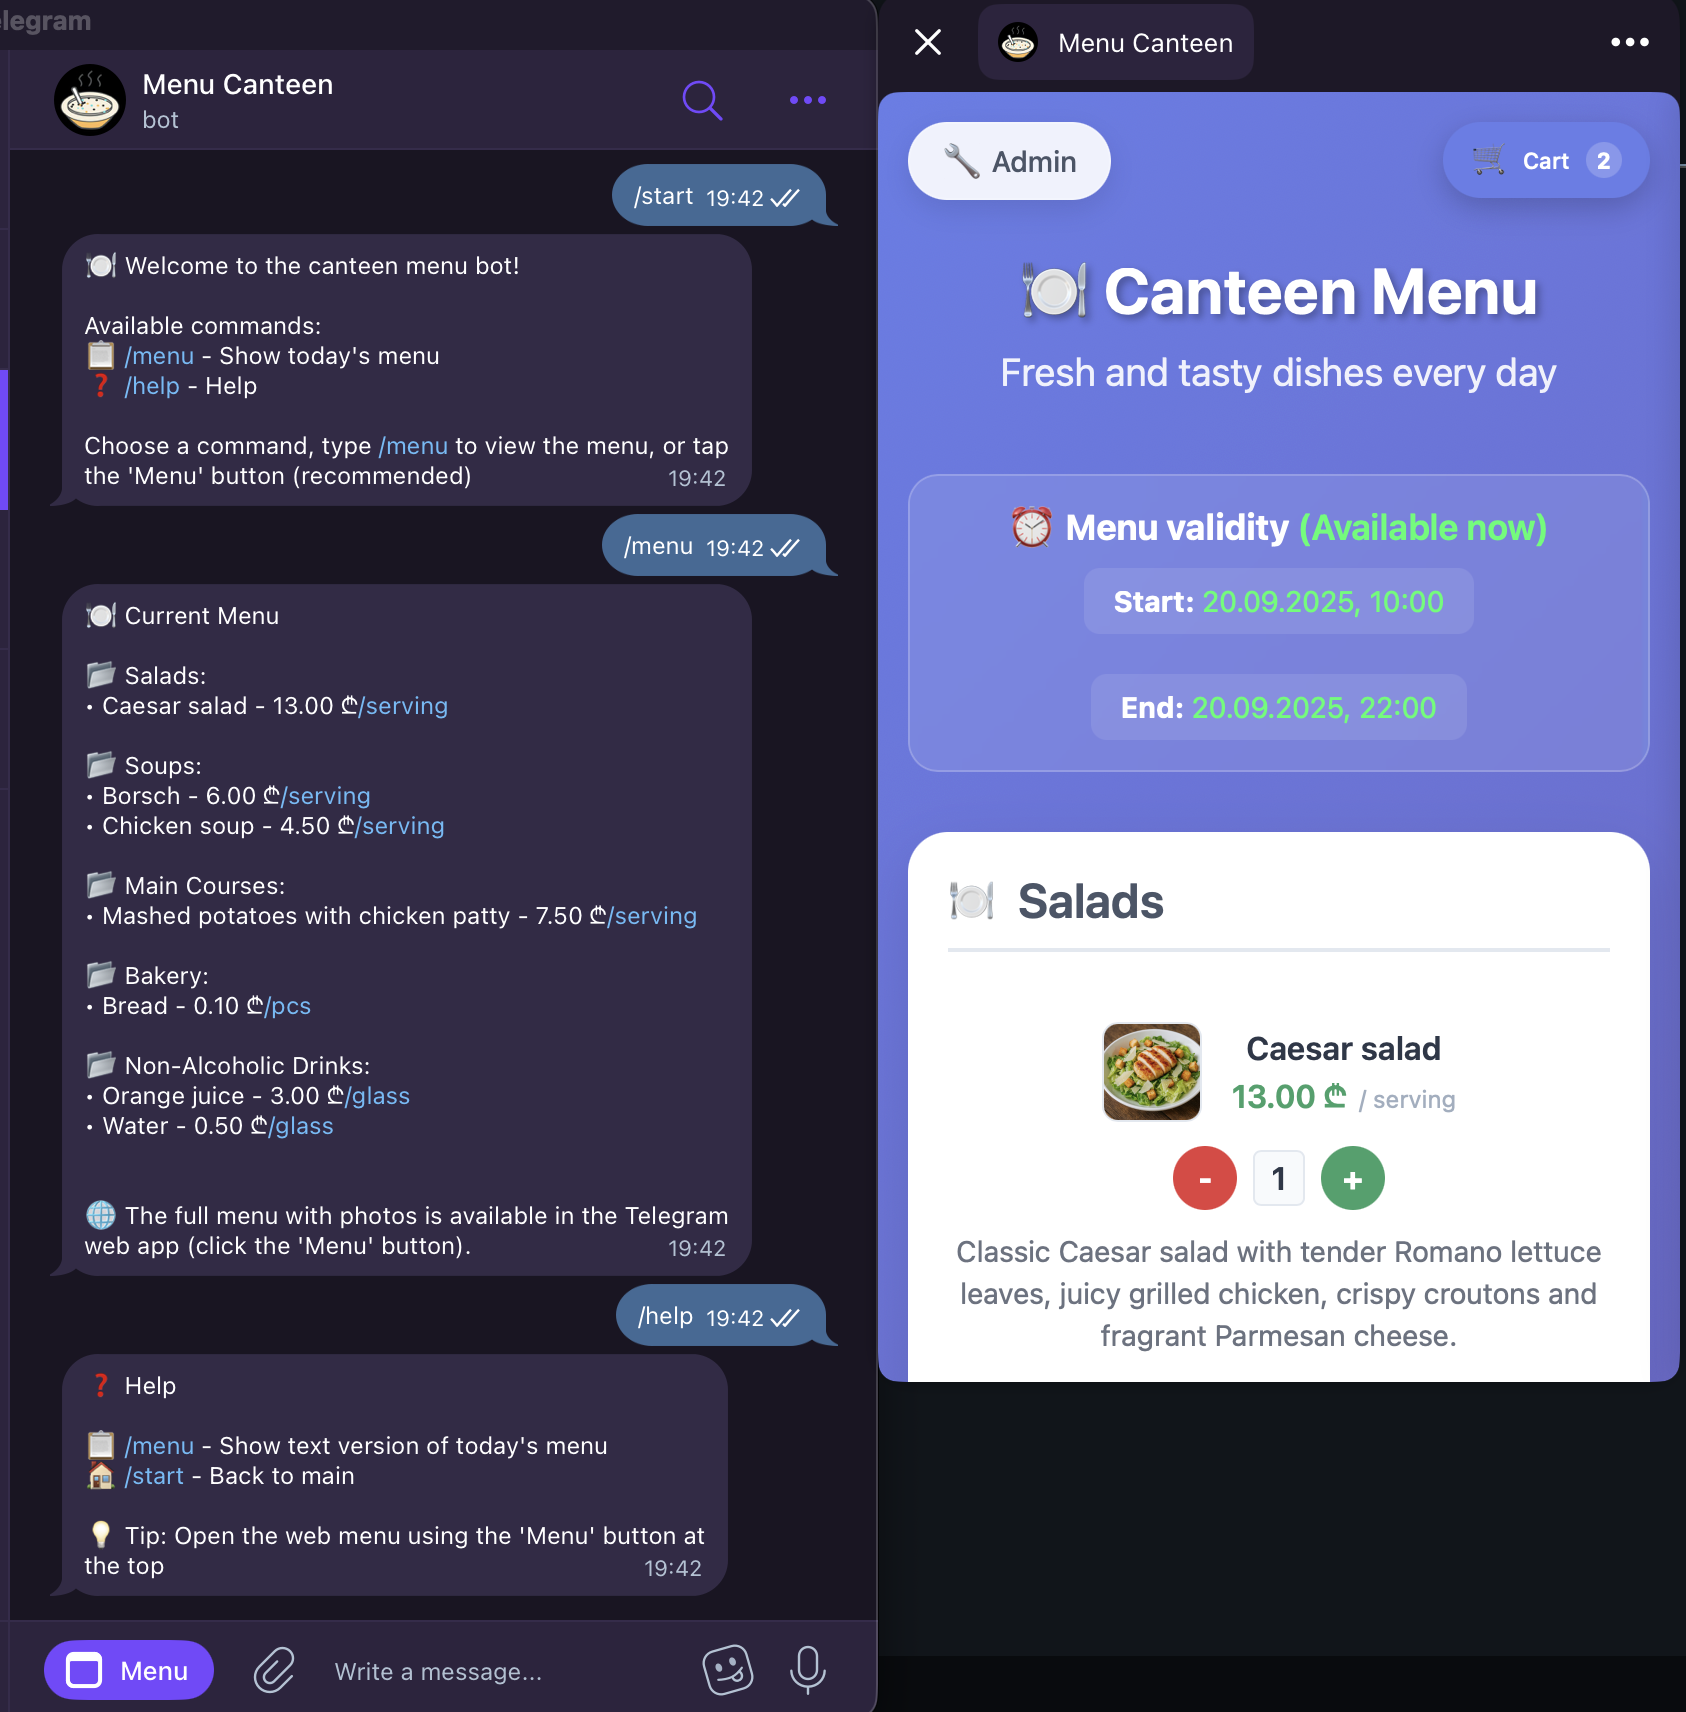 elegram
Menu Canteen
bot
/start 19:42
🍽 Welcome to the canteen menu bot!
Available commands:
📋 /menu - Show today's menu
❓ /help - Help
Choose a command, type /menu to view the menu, or tap
the 'Menu' button (recommended)
19:42
/menu 19:42
🍽 Current Menu
📁 Salads:
• Caesar salad - 13.00 ₾/serving
📁 Soups:
• Borsch - 6.00 ₾/serving
• Chicken soup - 4.50 ₾/serving
📁 Main Courses:
• Mashed potatoes with chicken patty - 7.50 ₾/serving
📁 Bakery:
• Bread - 0.10 ₾/pcs
📁 Non-Alcoholic Drinks:
• Orange juice - 3.00 ₾/glass
• Water - 0.50 ₾/glass
🌐 The full menu with photos is available in the Telegram
web app (click the 'Menu' button).
19:42
/help 19:42
❓ Help
📋 /menu - Show text version of today's menu
🏠 /start - Back to main
💡 Tip: Open the web menu using the 'Menu' button at
the top
19:42
Menu
Write a message...
Menu Canteen
🔧 Admin
🛒 Cart 2
🍽 Canteen Menu
Fresh and tasty dishes every day
⏰ Menu validity (Available now)
Start: 20.09.2025, 10:00
End: 20.09.2025, 22:00
🍽 Salads
Caesar salad
13.00 ₾ / serving
- 1 +
Classic Caesar salad with tender Romano lettuce
leaves, juicy grilled chicken, crispy croutons and
fragrant Parmesan cheese.